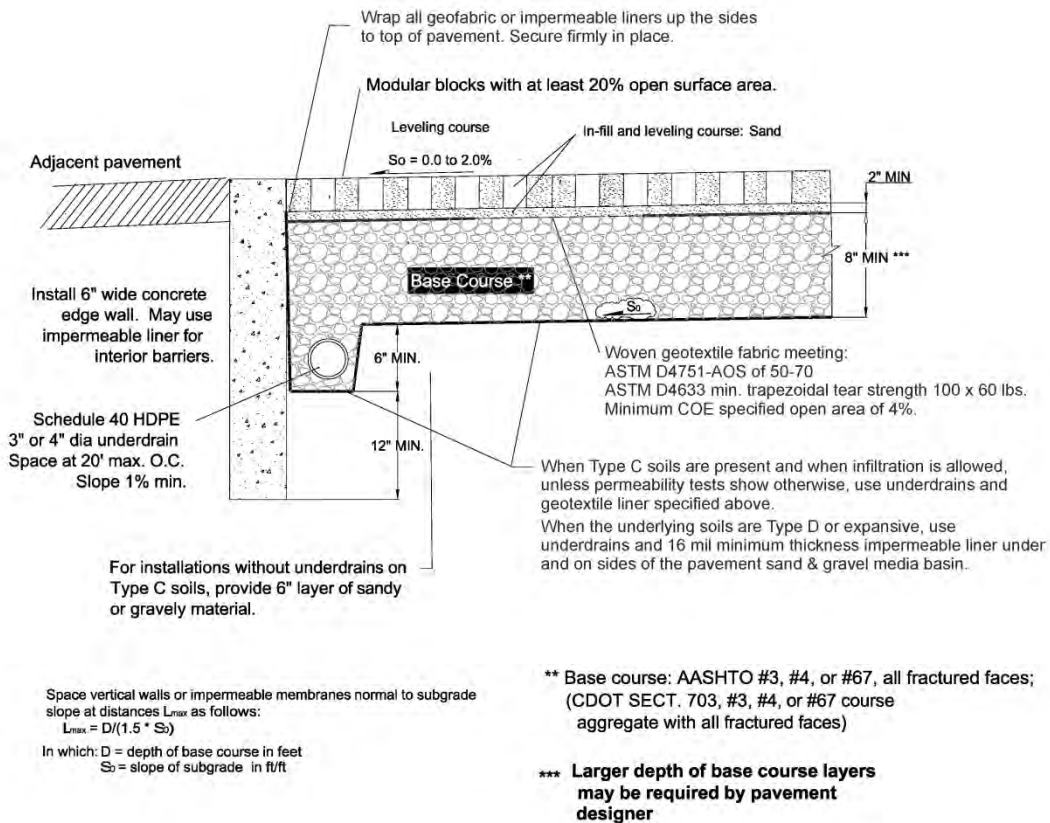 Wrap all geofabric or impermeable liners up the sides
to top of pavement. Secure firmly in place.
Modular blocks with at least 20% open surface area.
Leveling course
In-fill and leveling course: Sand
So = 0.0 to 2.0%
Adjacent pavement
2" MIN
8" MIN ***
Base Course **
So
Install 6" wide concrete
edge wall. May use
impermeable liner for
interior barriers.
6" MIN.
Woven geotextile fabric meeting:
ASTM D4751-AOS of 50-70
ASTM D4633 min. trapezoidal tear strength 100 x 60 lbs.
Minimum COE specified open area of 4%.
Schedule 40 HDPE
3" or 4" dia underdrain
Space at 20' max. O.C.
Slope 1% min.
12" MIN.
When Type C soils are present and when infiltration is allowed,
unless permeability tests show otherwise, use underdrains and
geotextile liner specified above.
When the underlying soils are Type D or expansive, use
underdrains and 16 mil minimum thickness impermeable liner under
and on sides of the pavement sand & gravel media basin.
For installations without underdrains on
Type C soils, provide 6" layer of sandy
or gravely material.
Space vertical walls or impermeable membranes normal to subgrade
slope at distances Lmax as follows:
Lmax = D/(1.5 * So)
In which: D = depth of base course in feet
So = slope of subgrade in ft/ft
** Base course: AASHTO #3, #4, or #67, all fractured faces;
(CDOT SECT. 703, #3, #4, or #67 course
aggregate with all fractured faces)
*** Larger depth of base course layers
may be required by pavement
designer